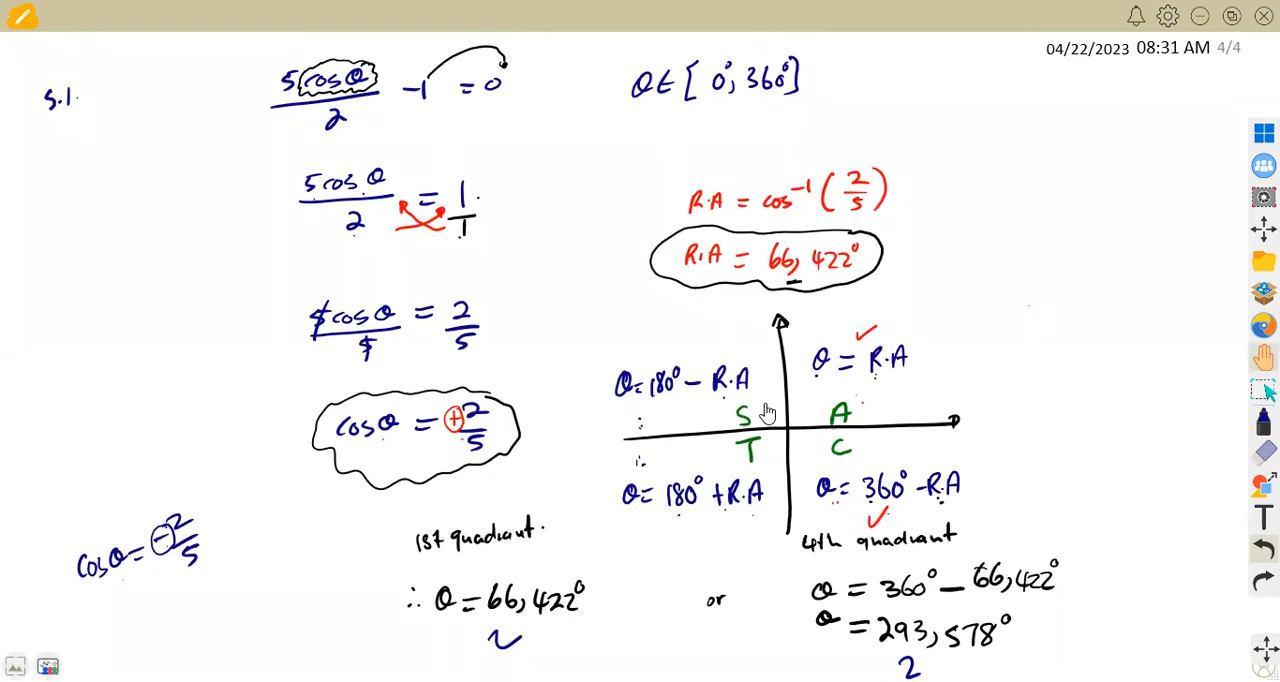 04/22/2023 08:31 AM 4/4
5.1.
5cosθ/2 - 1 = 0
θ ∈ [0°; 360°]
5cosθ/2 = 1/1
R.A = cos⁻¹(2/5)
R.A = 66,422°
5cosθ/5 = 2/5
cosθ = +2/5
θ = 180° - R.A
θ = R.A
S A
T C
θ = 180° + R.A
θ = 360° - R.A
cosθ = -2/5
1st quadrant.
4th quadrant
∴ θ = 66,422°
or
θ = 360° - 66,422°
θ = 293,578°
2
T